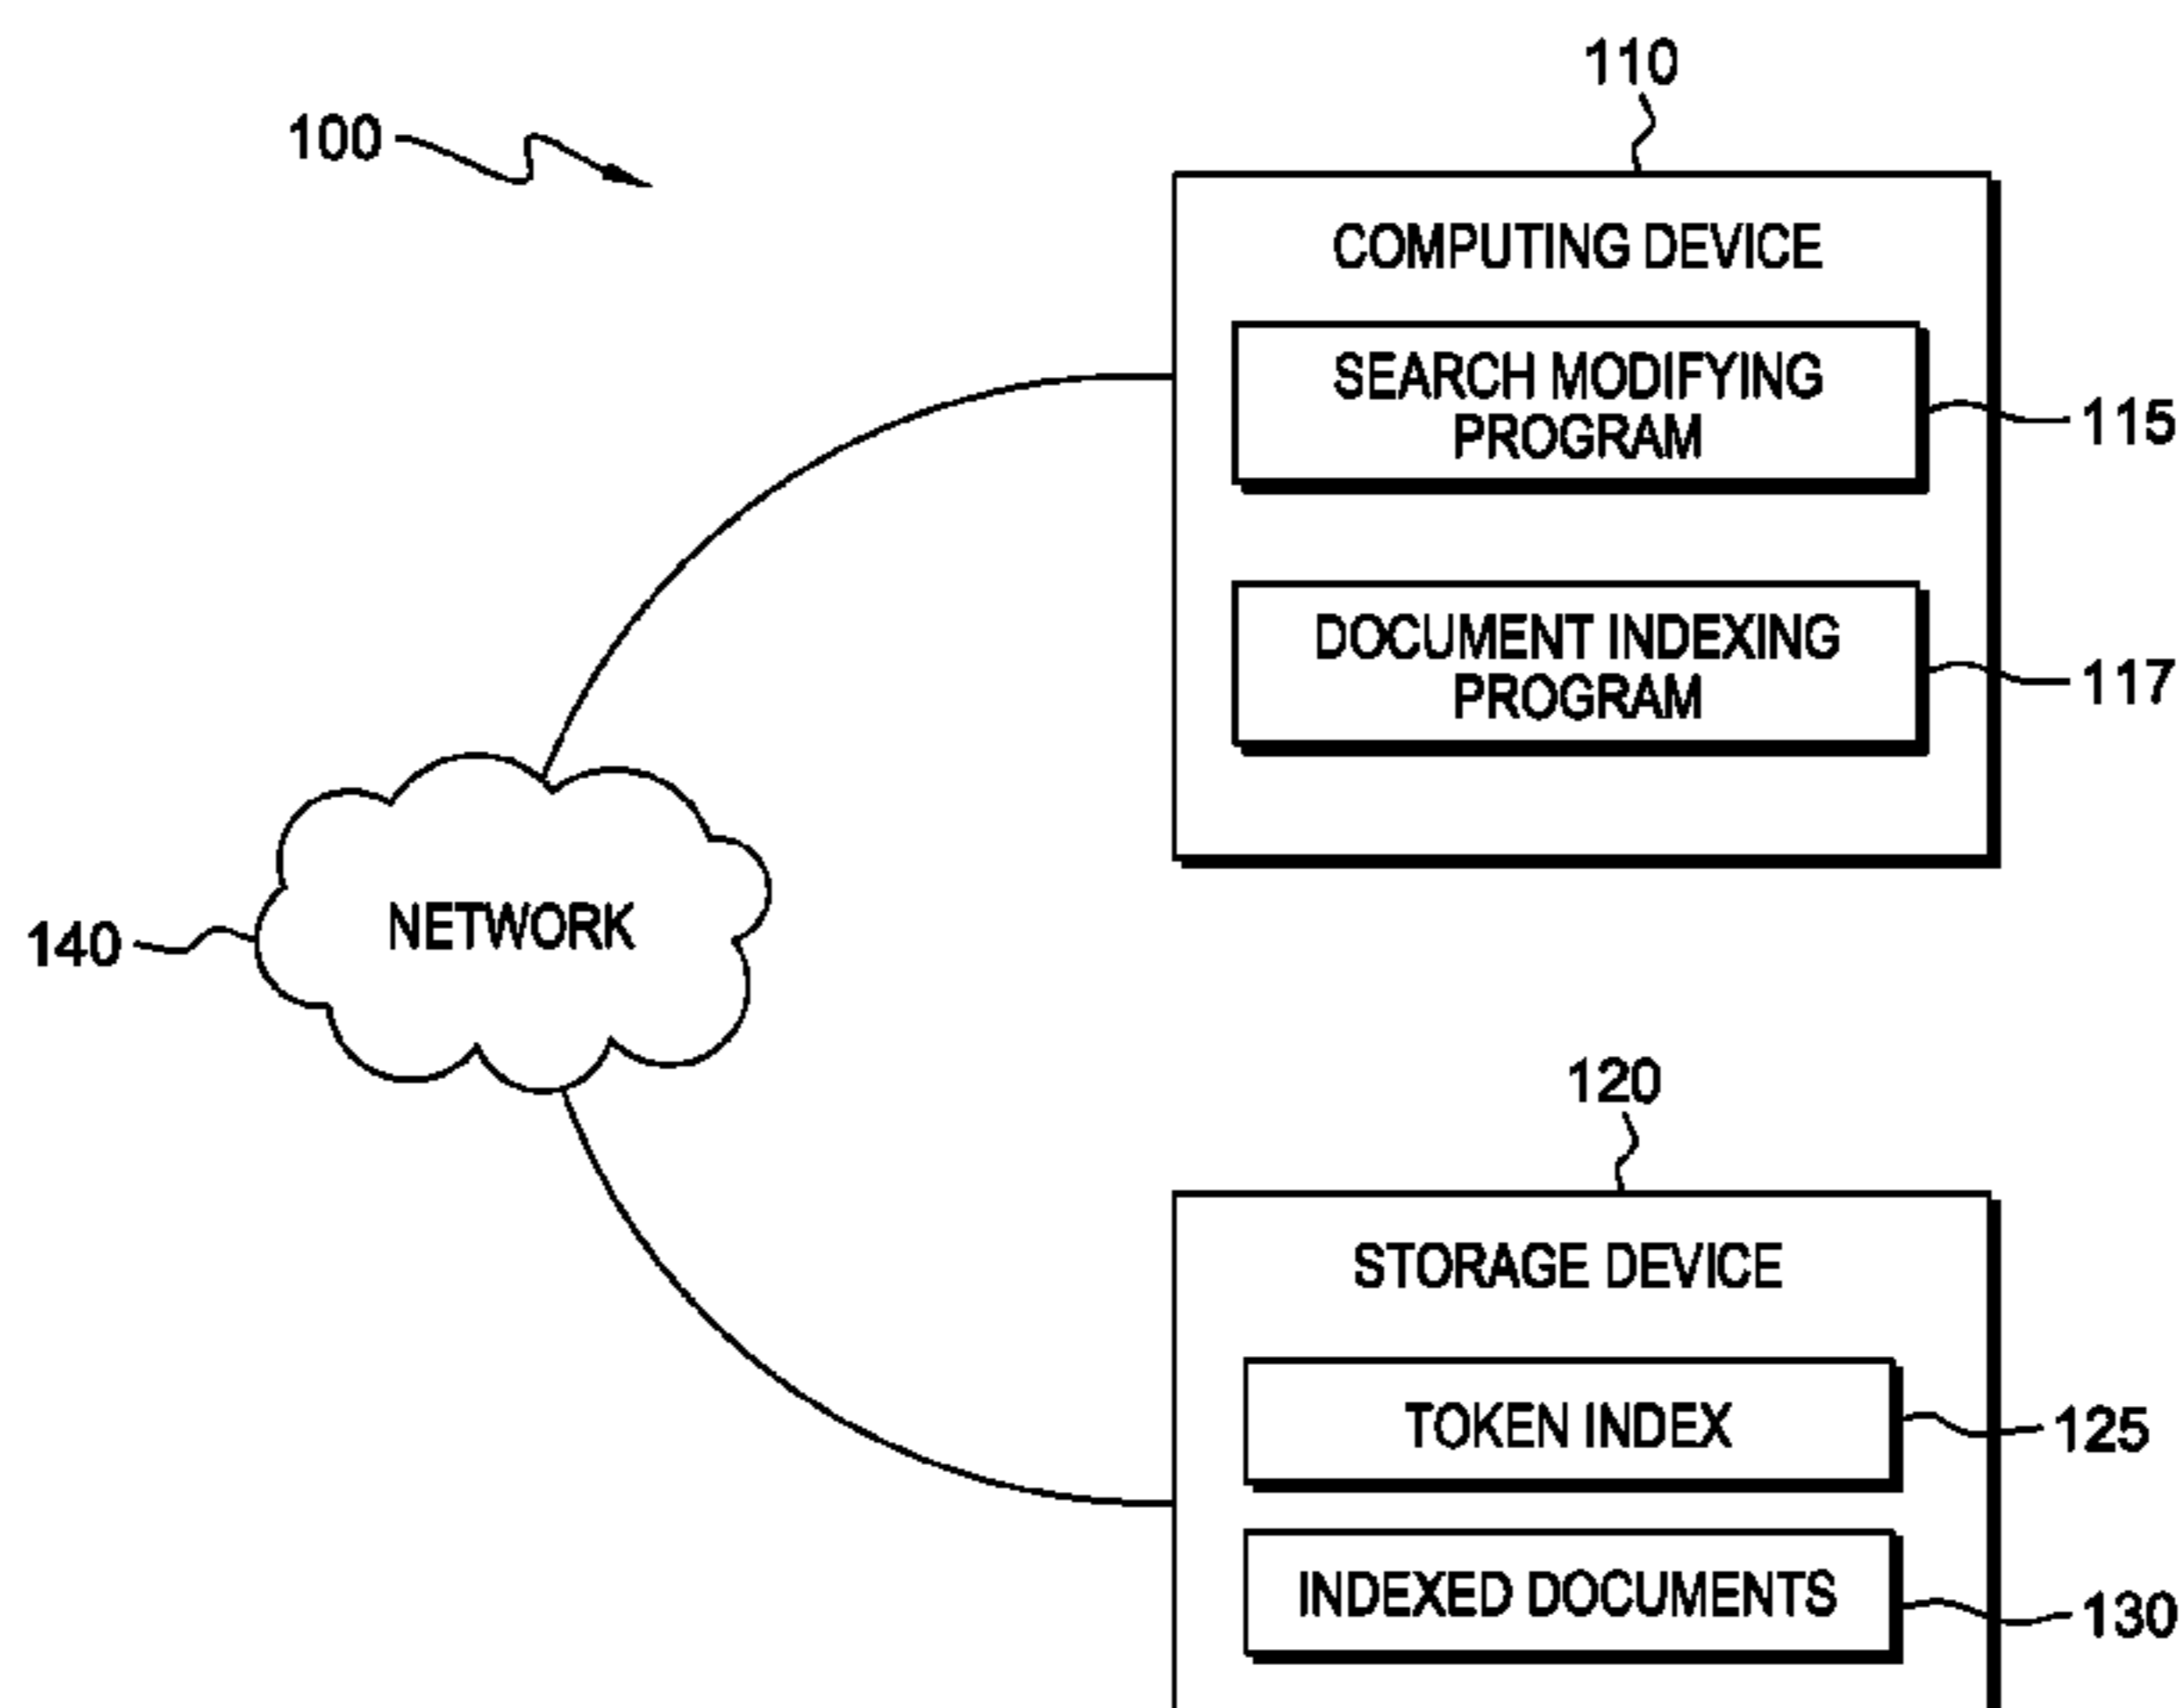 110
100
COMPUTING DEVICE
SEARCH MODIFYING
PROGRAM
115
DOCUMENT INDEXING
PROGRAM
117
NETWORK
140
120
STORAGE DEVICE
TOKEN INDEX
125
INDEXED DOCUMENTS
130